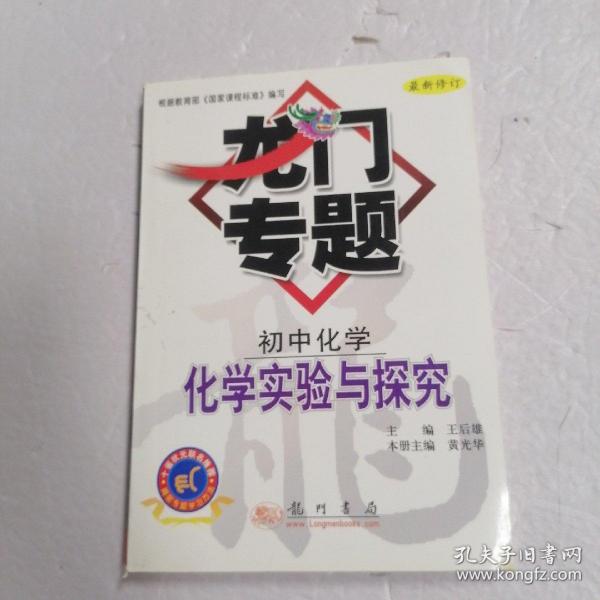 根据教育部《国家课程标准》编写
最新修订
龙门
专题
初中化学
化学实验与探究
主 编 王后雄
本册主编 黄光华
龍門書局
www.Longmenbooks.com
孔夫子旧书网
www.kongfz.com